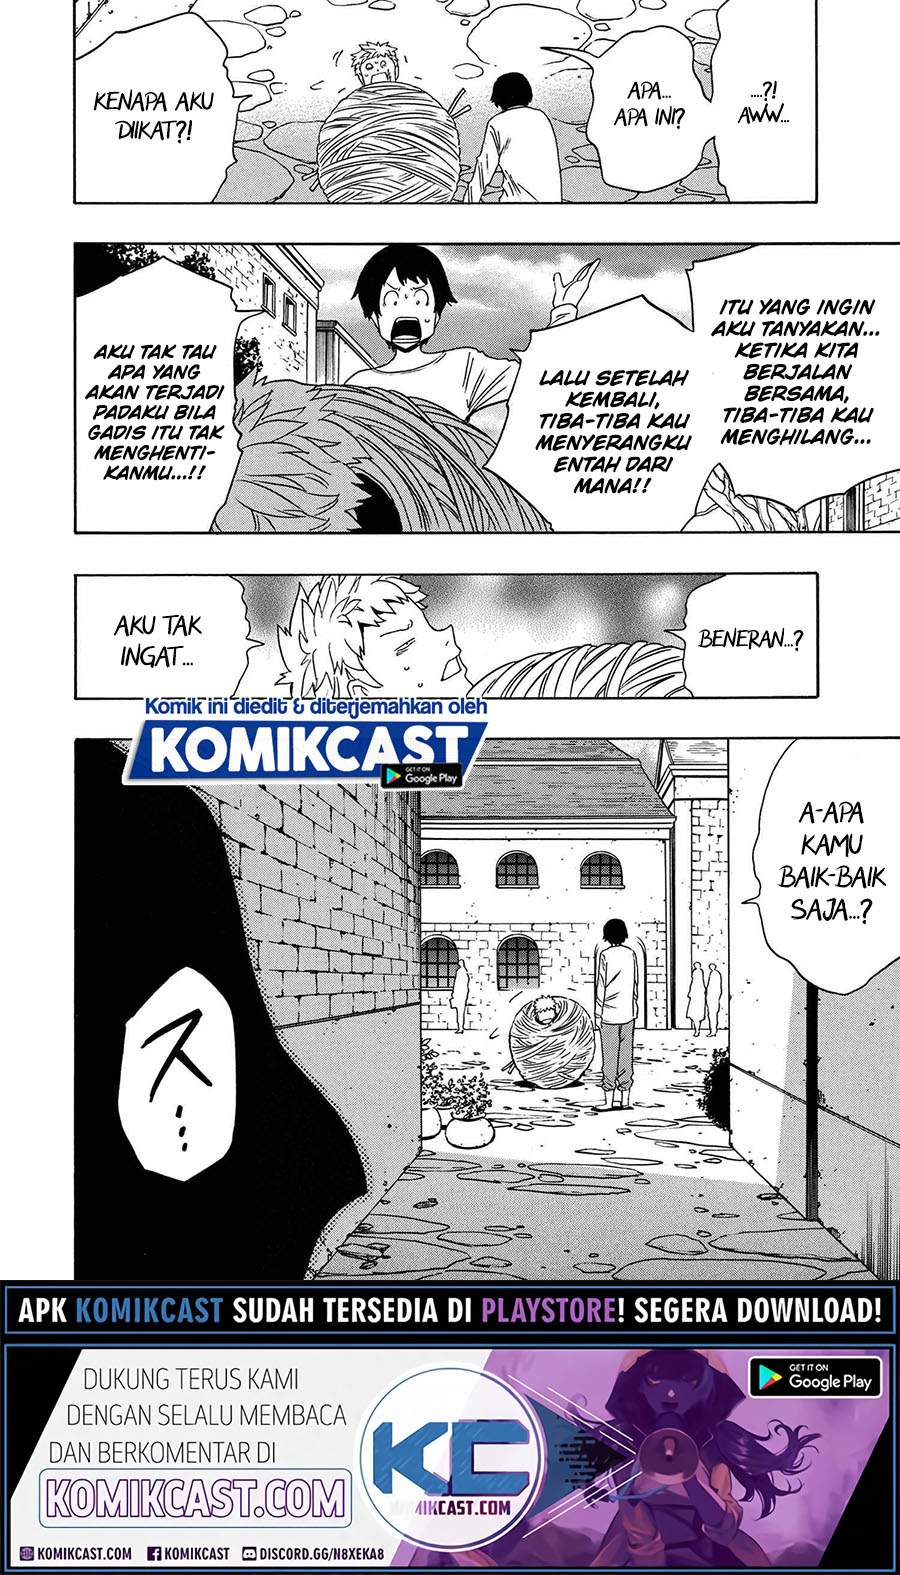 ....?!
AWW...
APA...
APA INI?
KENAPA AKU
DIIKAT?!
ITU YANG INGIN
AKU TANYAKAN...
KETIKA KITA
BERJALAN
BERSAMA,
TIBA-TIBA KAU
MENGHILANG...
LALU SETELAH
KEMBALI,
TIBA-TIBA KAU
MENYERANGKU
ENTAH DARI
MANA!!
AKU TAK TAU
APA YANG
AKAN TERJADI
PADAKU BILA
GADIS ITU TAK
MENGHENTI-
KANMU...!!
BENERAN...?
AKU TAK
INGAT...
Komik ini diedit & diterjemahkan oleh
KOMIKCAST
GET IT ON
Google Play
A-APA
KAMU
BAIK-BAIK
SAJA...?
ス…
APK KOMIKCAST SUDAH TERSEDIA DI PLAYSTORE! SEGERA DOWNLOAD!
DUKUNG TERUS KAMI
DENGAN SELALU MEMBACA
DAN BERKOMENTAR DI
KOMIKCAST.COM
KOMIKCAST.COM
KOMIKCAST
DISCORD.GG/N8XEKA8
KC
KOMIKCAST.COM
GET IT ON
Google Play